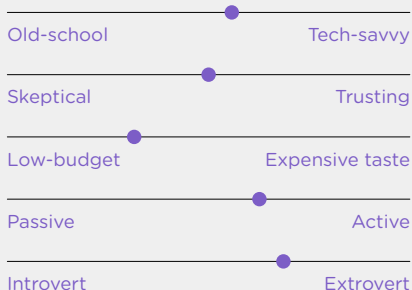 Old-school Tech-savvy
Skeptical Trusting
Low-budget Expensive taste
Passive Active
Introvert Extrovert